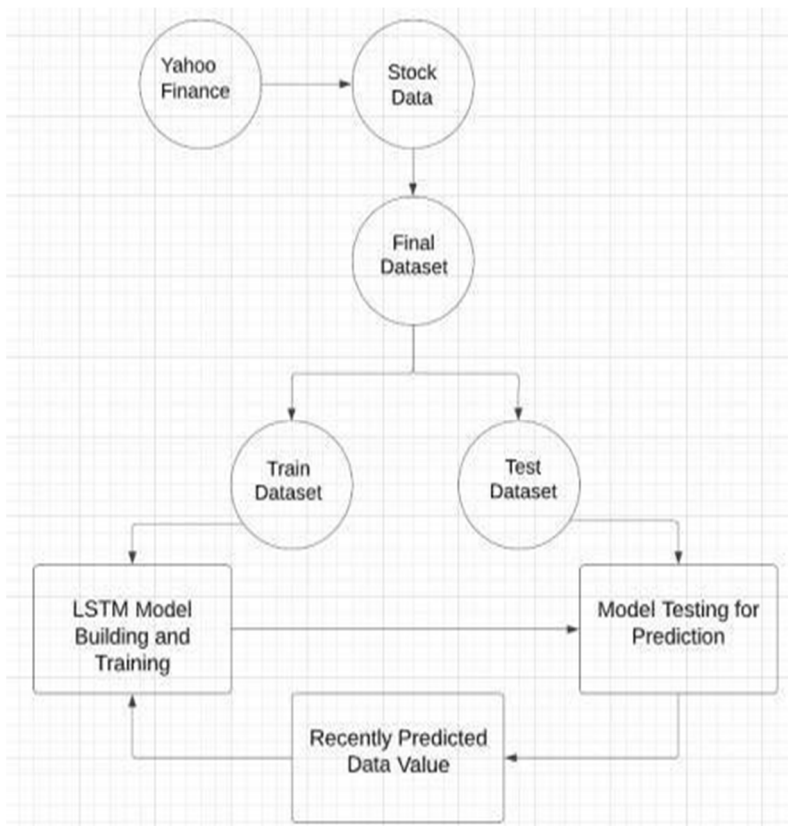 Yahoo
Finance
Stock
Data
Final
Dataset
Train
Dataset
Test
Dataset
LSTM Model
Building and
Training
Model Testing for
Prediction
Recently Predicted
Data Value